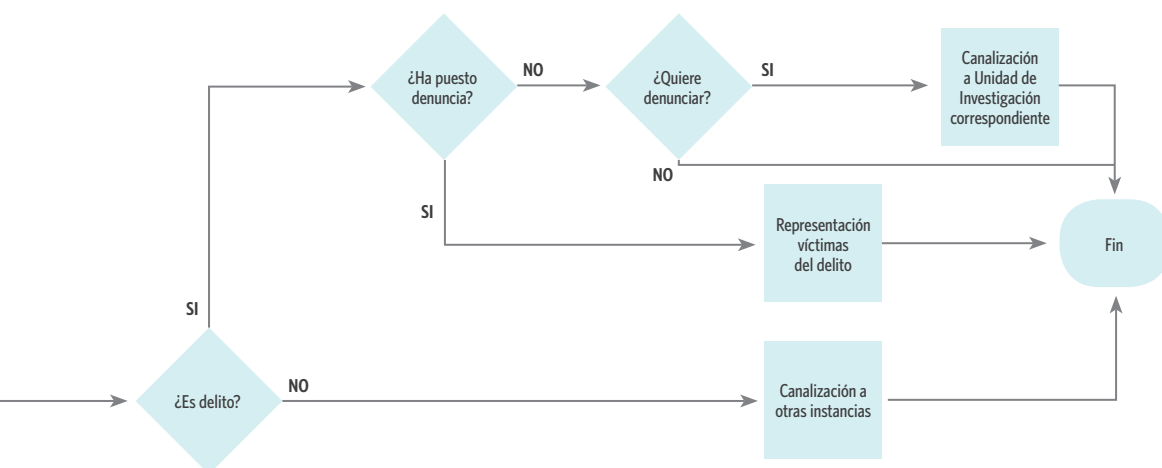 ¿Ha puesto
denuncia?
NO
¿Quiere
denunciar?
SI
Canalización
a Unidad de
Investigación
correspondiente
NO
SI
Representación
víctimas
del delito
Fin
SI
¿Es delito?
NO
Canalización a
otras instancias